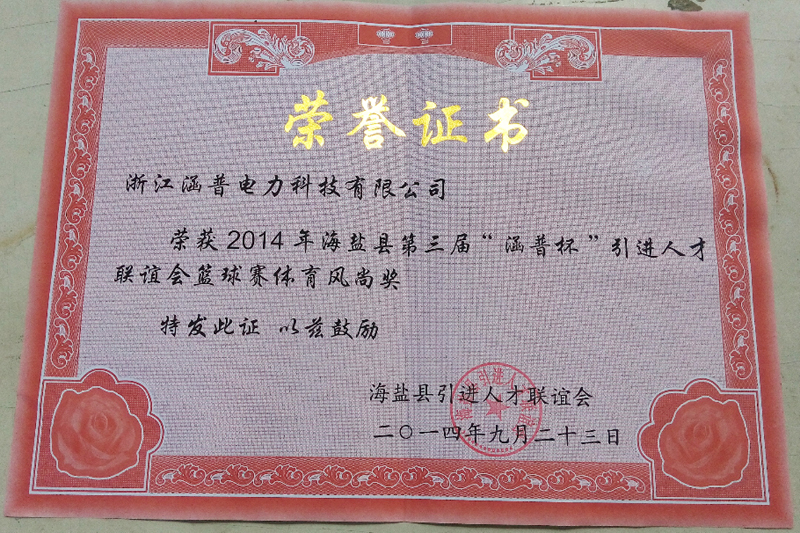 荣誉证书
浙江涵普电力科技有限公司
荣获2014年海盐县第三届“涵普杯”引进人才
联谊会篮球赛体育风尚奖
特发此证 以兹鼓励
海盐县引进人才联谊会
二〇一四年九月二十三日